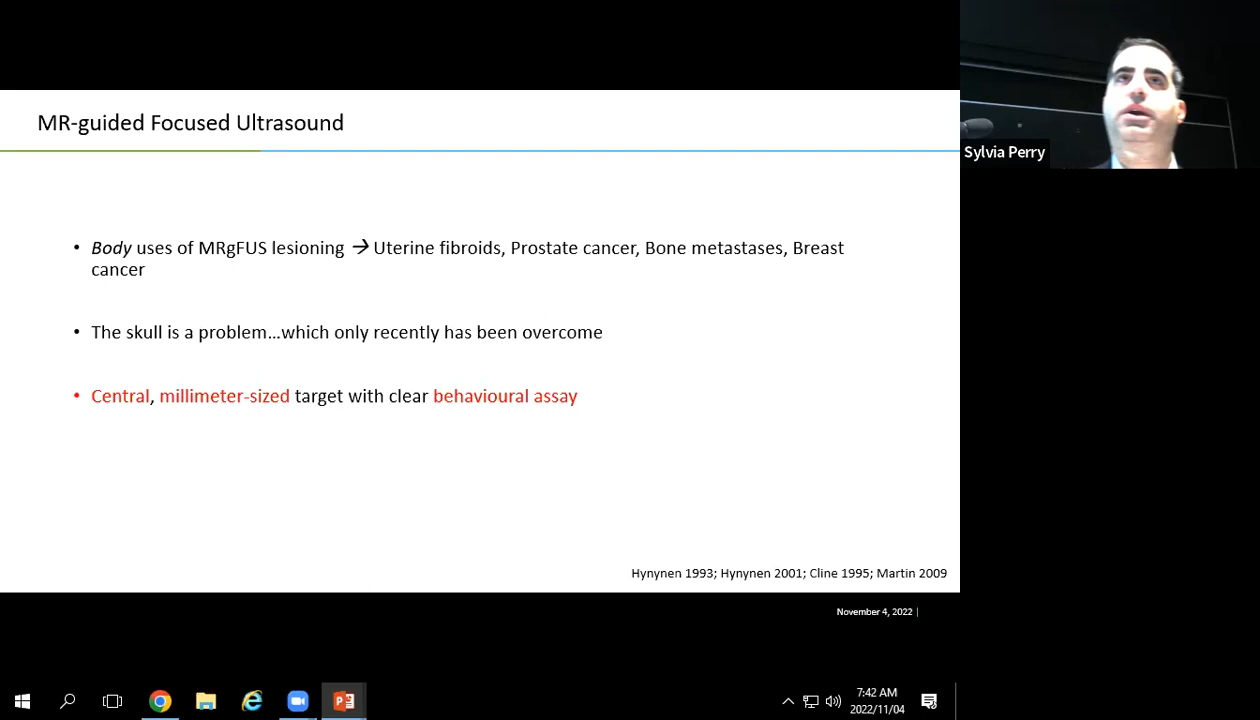 MR-guided Focused Ultrasound
Sylvia Perry
• Body uses of MRgFUS lesioning → Uterine fibroids, Prostate cancer, Bone metastases, Breast
cancer
• The skull is a problem…which only recently has been overcome
• Central, millimeter-sized target with clear behavioural assay
Hynynen 1993; Hynynen 2001; Cline 1995; Martin 2009
November 4, 2022 |
7:42 AM
2022/11/04